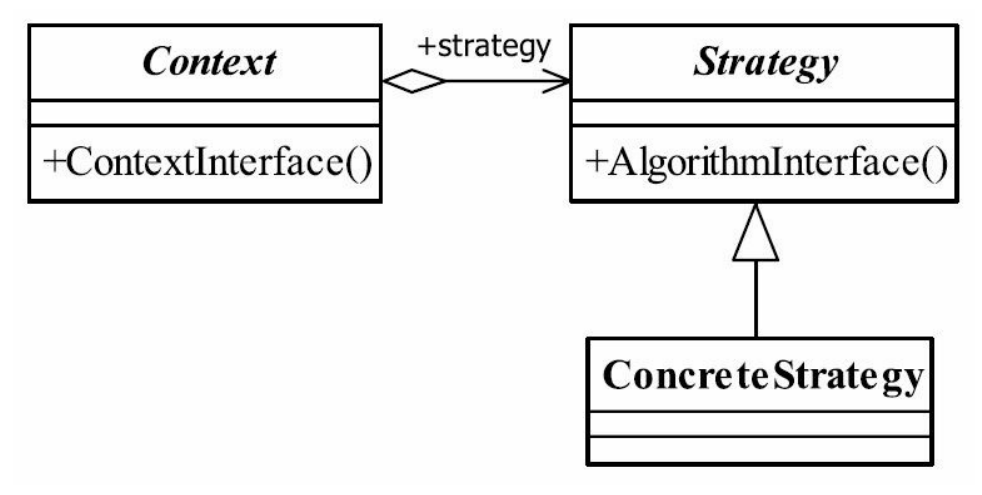 Context
+strategy
Strategy
+ContextInterface()
+AlgorithmInterface()
ConcreteStrategy